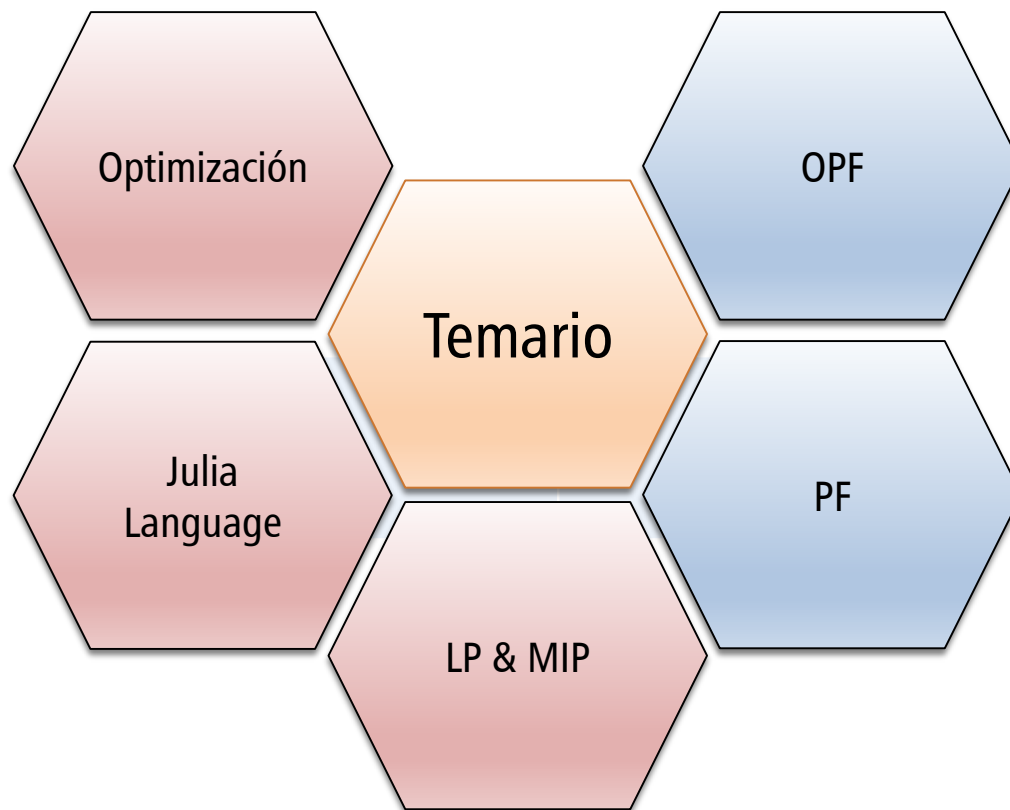 Optimización
OPF
Temario
Julia
Language
PF
LP & MIP